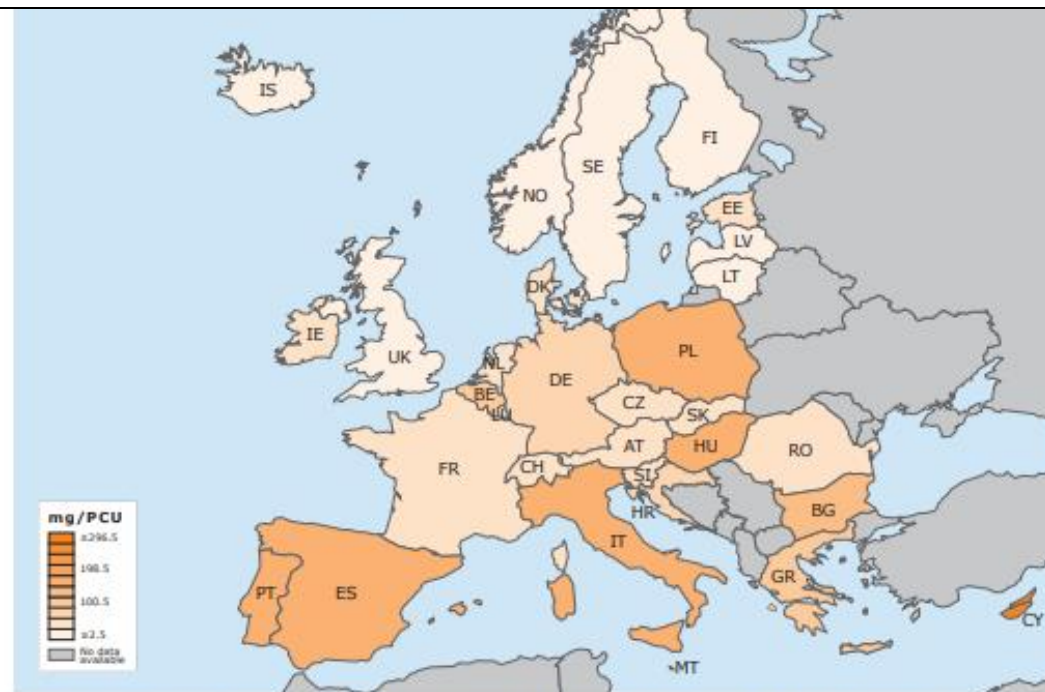 IS
FI
SE
NO
EE
LV
LT
DK
IE
UK
NL
PL
DE
BE
LU
CZ
SK
AT
HU
RO
FR
CH
SI
HR
BG
IT
PT
ES
GR
CY
MT
mg/PCU
≥296.5
198.5
100.5
≤2.5
No data
available